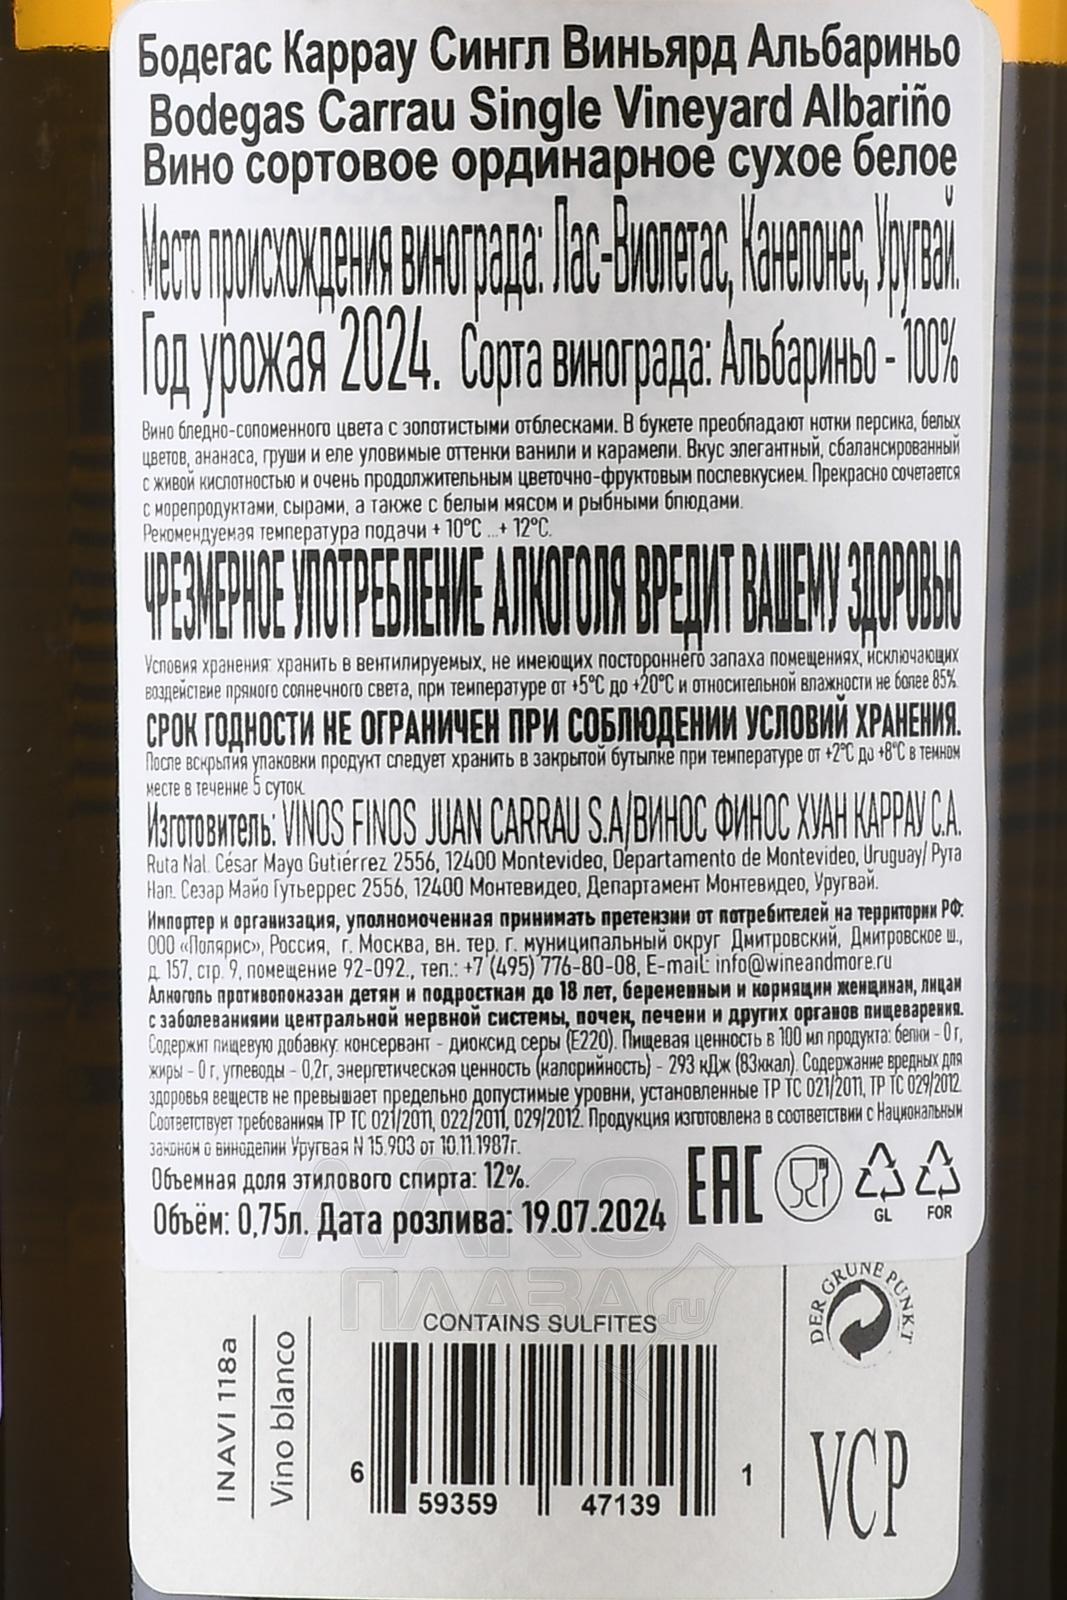 Бодегас Каррау Сингл Виньярд Альбариньо
Bodegas Carrau Single Vineyard Albariño
Вино сортовое ординарное сухое белое
Место происхождения винограда: Лас-Виолетас, Канелонес, Уругвай.
Год урожая 2024. Сорта винограда: Альбариньо - 100%
Вино бледно-соломенного цвета с золотистыми отблесками. В букете преобладают нотки персика, белых
цветов, ананаса, груши и еле уловимые оттенки ванили и карамели. Вкус элегантный, сбалансированный
с живой кислотностью и очень продолжительным цветочно-фруктовым послевкусием. Прекрасно сочетается
с морепродуктами, сырами, а также с белым мясом и рыбными блюдами.
Рекомендуемая температура подачи + 10°C ...+ 12°C.
ЧРЕЗМЕРНОЕ УПОТРЕБЛЕНИЕ АЛКОГОЛЯ ВРЕДИТ ВАШЕМУ ЗДОРОВЬЮ
Условия хранения: хранить в вентилируемых, не имеющих постороннего запаха помещениях, исключающих
воздействие прямого солнечного света, при температуре от +5°C до +20°C и относительной влажности не более 85%.
СРОК ГОДНОСТИ НЕ ОГРАНИЧЕН ПРИ СОБЛЮДЕНИИ УСЛОВИЙ ХРАНЕНИЯ.
После вскрытия упаковки продукт следует хранить в закрытой бутылке при температуре от +2°C до +8°C в темном
месте в течение 5 суток.
Изготовитель: VINOS FINOS JUAN CARRAU S.A/ВИНОС ФИНОС ХУАН КАРРАУ С.А.
Ruta Nal. César Mayo Gutiérrez 2556, 12400 Montevideo, Departamento de Montevideo, Uruguay/ Рута
Нал. Сезар Майо Гутьеррес 2556, 12400 Монтевидео, Департамент Монтевидео, Уругвай.
Импортер и организация, уполномоченная принимать претензии от потребителей на территории РФ:
ООО «Полярис», Россия, г. Москва, вн. тер. г. муниципальный округ Дмитровский, Дмитровское ш.,
д. 157, стр. 9, помещение 92-092., тел.: +7 (495) 776-80-08, E-mail: info@wineandmore.ru
Алкоголь противопоказан детям и подросткам до 18 лет, беременным и кормящим женщинам, лицам
с заболеваниями центральной нервной системы, почек, печени и других органов пищеварения.
Содержит пищевую добавку: консервант - диоксид серы (Е220). Пищевая ценность в 100 мл продукта: белки - 0 г,
жиры - 0 г, углеводы - 0,2г, энергетическая ценность (калорийность) - 293 кДж (83ккал). Содержание вредных для
здоровья веществ не превышает предельно допустимые уровни, установленные ТР ТС 021/2011, ТР ТС 029/2012.
Соответствует требованиям ТР ТС 021/2011, 022/2011, 029/2012. Продукция изготовлена в соответствии с Национальным
законом о виноделии Уругвая N 15.903 от 10.11.1987г.
Объемная доля этилового спирта: 12%.
Объём: 0,75л. Дата розлива: 19.07.2024
EAC
GL
FOR
АЛКО
ПЛАЗА.ru
DER GRÜNE PUNKT
CONTAINS SULFITES
INAVI 118a
Vino blanco
6 59359 47139 1
VCP